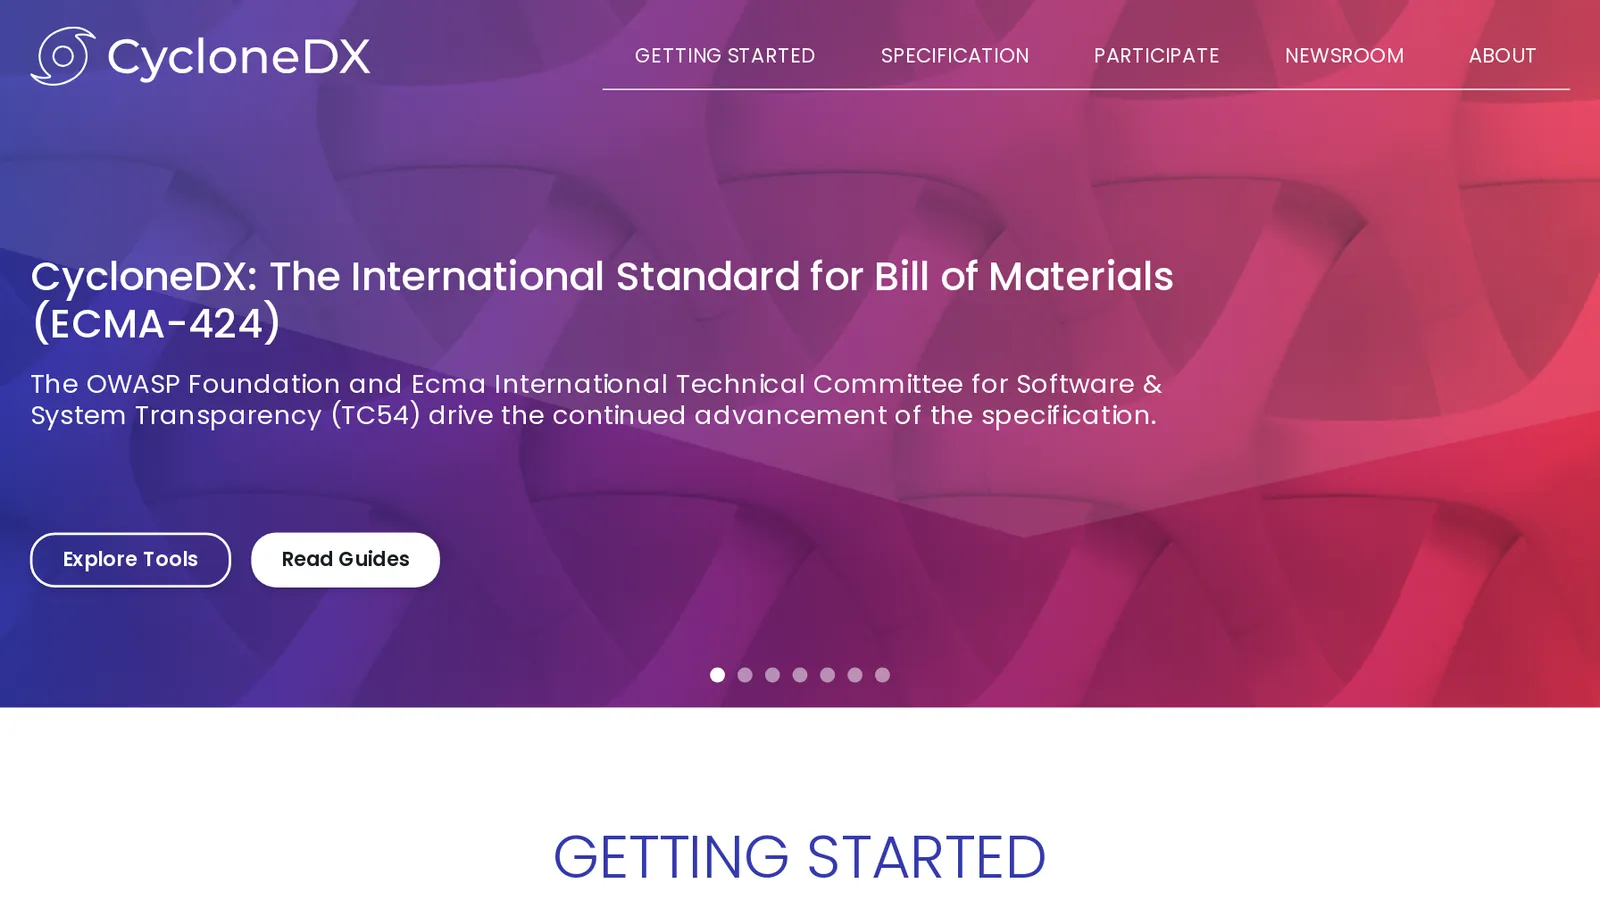 CycloneDX
GETTING STARTED
SPECIFICATION
PARTICIPATE
NEWSROOM
ABOUT
CycloneDX: The International Standard for Bill of Materials
(ECMA-424)
The OWASP Foundation and Ecma International Technical Committee for Software &
System Transparency (TC54) drive the continued advancement of the specification.
Explore Tools
Read Guides
GETTING STARTED